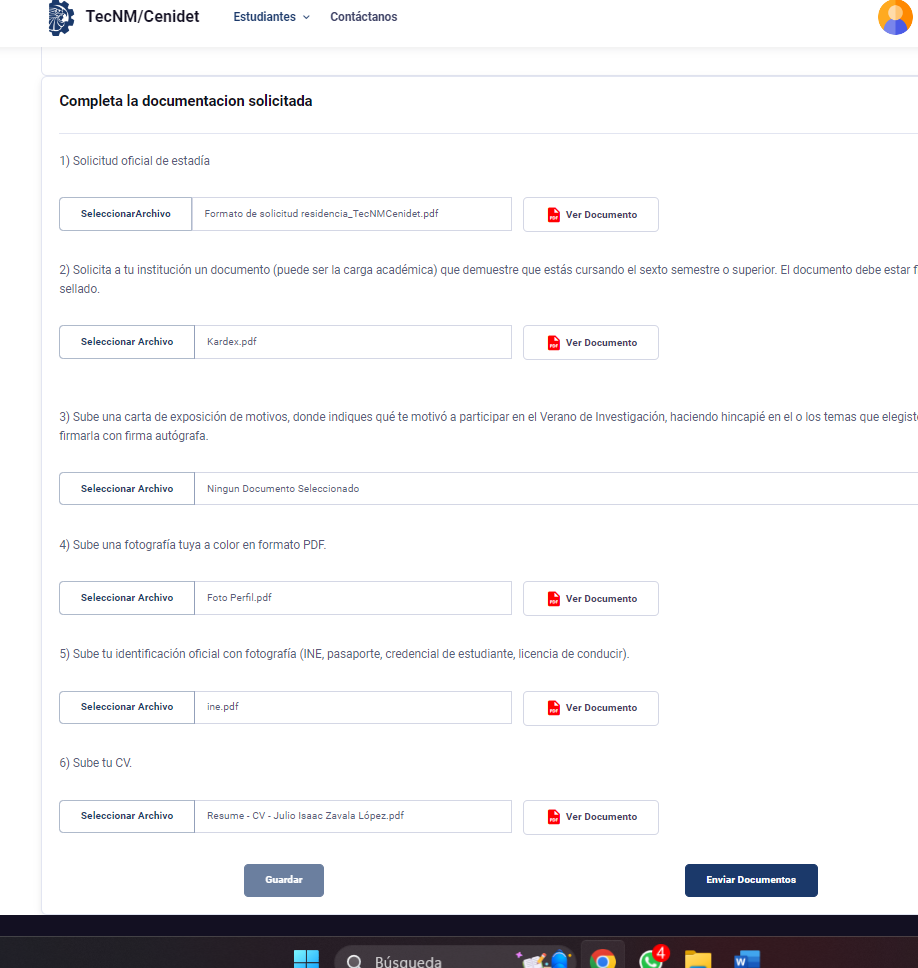 TecNM/Cenidet
Estudiantes
Contáctanos
Completa la documentacion solicitada
1) Solicitud oficial de estadía
SeleccionarArchivo
Formato de solicitud residencia_TecNMCenidet.pdf
Ver Documento
2) Solicita a tu institución un documento (puede ser la carga académica) que demuestre que estás cursando el sexto semestre o superior. El documento debe estar f
sellado.
Seleccionar Archivo
Kardex.pdf
Ver Documento
3) Sube una carta de exposición de motivos, donde indiques qué te motivó a participar en el Verano de Investigación, haciendo hincapié en el o los temas que elegist
firmarla con firma autógrafa.
Seleccionar Archivo
Ningun Documento Seleccionado
4) Sube una fotografía tuya a color en formato PDF.
Seleccionar Archivo
Foto Perfil.pdf
Ver Documento
5) Sube tu identificación oficial con fotografía (INE, pasaporte, credencial de estudiante, licencia de conducir).
Seleccionar Archivo
ine.pdf
Ver Documento
6) Sube tu CV.
Seleccionar Archivo
Resume - CV - Julio Isaac Zavala López.pdf
Ver Documento
Guardar
Enviar Documentos
Búsqueda
4
W